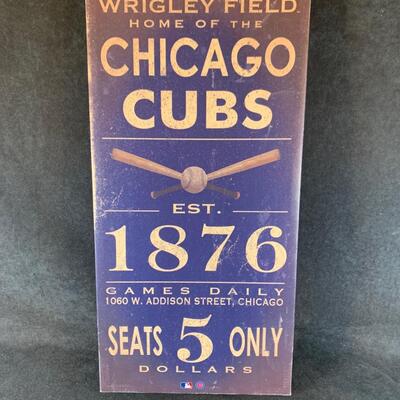 WRIGLEY FIELD
HOME OF THE
CHICAGO
CUBS
EST.
1876
GAMES DAILY
1060 W. ADDISON STREET, CHICAGO
SEATS 5 ONLY
DOLLARS